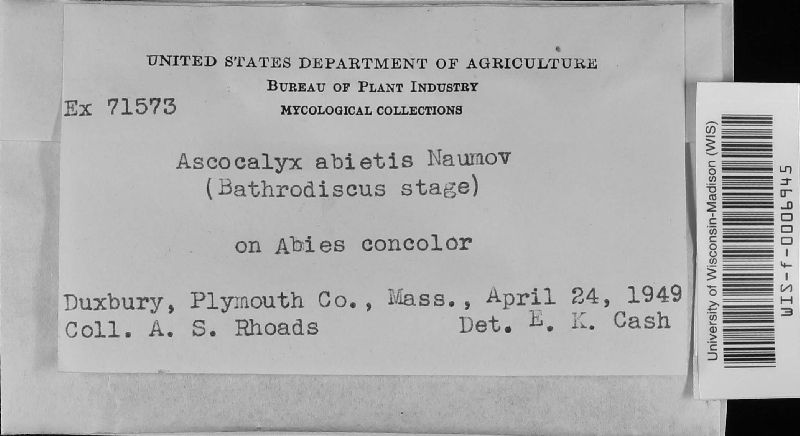 UNITED STATES DEPARTMENT OF AGRICULTURE
BUREAU OF PLANT INDUSTRY
Ex 71573 MYCOLOGICAL COLLECTIONS
Ascocalyx abietis Naumov
(Bathrodiscus stage)
on Abies concolor
Duxbury, Plymouth Co., Mass., April 24, 1949
Coll. A. S. Rhoads Det. E. K. Cash
University of Wisconsin-Madison (WIS)
WIS-f-0006945